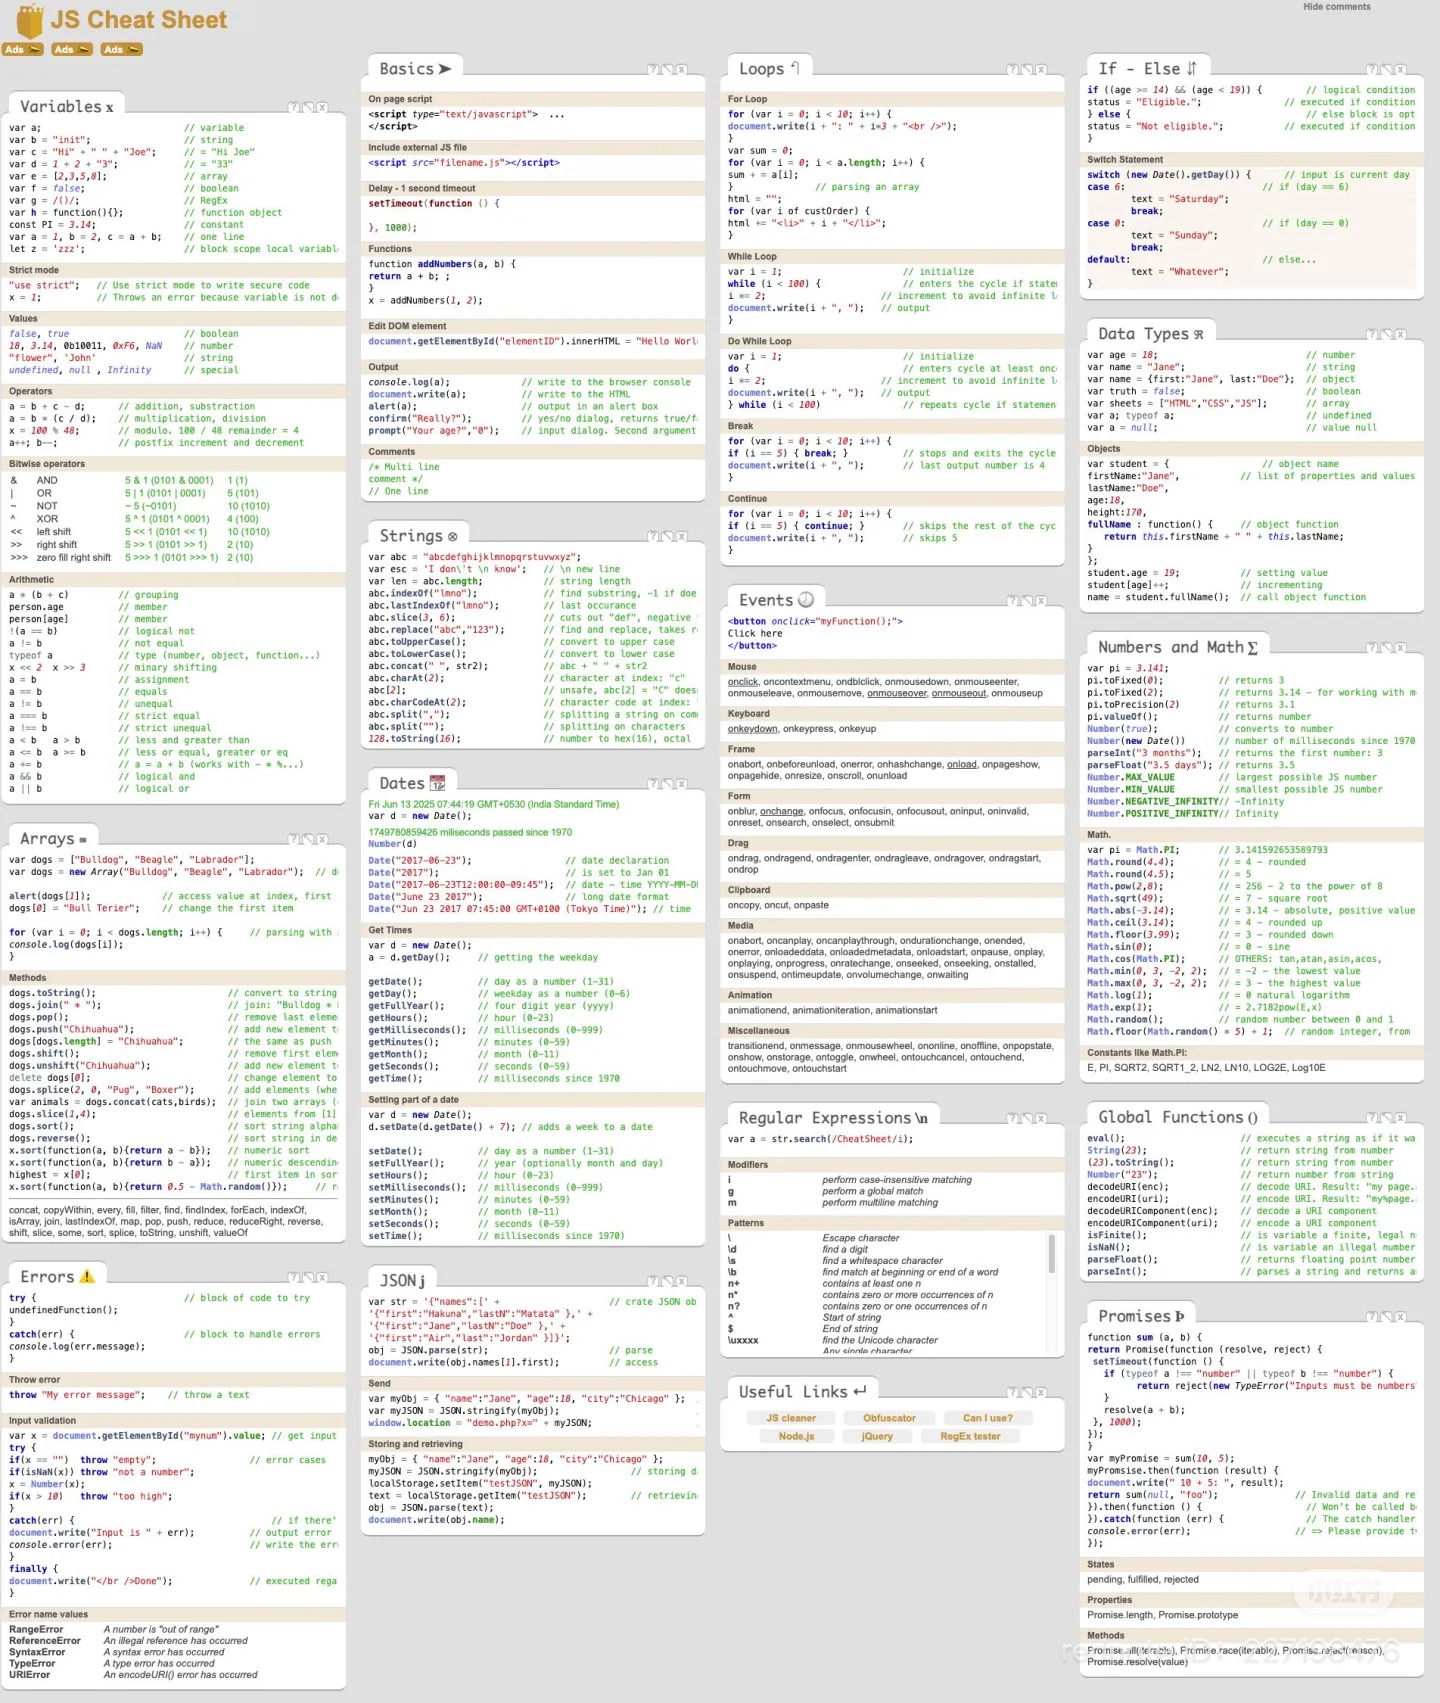 JS Cheat Sheet
Hide comments
Ads Ads Ads
Variables x
var a; // variable
var b = "init"; // string
var c = "Hi" + " " + "Joe"; // = "Hi Joe"
var d = 1 + 2 + "3"; // = "33"
var e = [2,3,5,8]; // array
var f = false; // boolean
var g = /()/; // RegEx
var h = function(){}; // function object
const PI = 3.14; // constant
var a = 1, b = 2, c = a + b; // one line
let z = 'zzz'; // block scope local variabl
Strict mode
"use strict"; // Use strict mode to write secure code
x = 1; // Throws an error because variable is not d
Values
false, true // boolean
18, 3.14, 0b10011, 0xF6, NaN // number
"flower", 'John' // string
undefined, null , Infinity // special
Operators
a = b + c - d; // addition, substraction
a = b * (c / d); // multiplication, division
x = 100 % 48; // modulo. 100 / 48 remainder = 4
a++; b--; // postfix increment and decrement
Bitwise operators
& AND 5 & 1 (0101 & 0001) 1 (1)
| OR 5 | 1 (0101 | 0001) 5 (101)
~ NOT ~ 5 (~0101) 10 (1010)
^ XOR 5 ^ 1 (0101 ^ 0001) 4 (100)
<< left shift 5 << 1 (0101 << 1) 10 (1010)
>> right shift 5 >> 1 (0101 >> 1) 2 (10)
>>> zero fill right shift 5 >>> 1 (0101 >>> 1) 2 (10)
Arithmetic
a * (b + c) // grouping
person.age // member
person[age] // member
!(a == b) // logical not
a != b // not equal
typeof a // type (number, object, function...)
x << 2 x >> 3 // minary shifting
a = b // assignment
a == b // equals
a != b // unequal
a === b // strict equal
a !== b // strict unequal
a < b a > b // less and greater than
a <= b a >= b // less or equal, greater or eq
a += b // a = a + b (works with - * %...)
a && b // logical and
a || b // logical or
Arrays ≡
var dogs = ["Bulldog", "Beagle", "Labrador"];
var dogs = new Array("Bulldog", "Beagle", "Labrador"); // d
alert(dogs[1]); // access value at index, first
dogs[0] = "Bull Terier"; // change the first item
for (var i = 0; i < dogs.length; i++) { // parsing with
console.log(dogs[i]);
}
Methods
dogs.toString(); // convert to string
dogs.join(" * "); // join: "Bulldog *
dogs.pop(); // remove last eleme
dogs.push("Chihuahua"); // add new element t
dogs[dogs.length] = "Chihuahua"; // the same as push
dogs.shift(); // remove first elem
dogs.unshift("Chihuahua"); // add new element t
delete dogs[0]; // change element to
dogs.splice(2, 0, "Pug", "Boxer"); // add elements (whe
var animals = dogs.concat(cats,birds); // join two arrays (
dogs.slice(1,4); // elements from [1]
dogs.sort(); // sort string alpha
dogs.reverse(); // sort string in de
x.sort(function(a, b){return a - b}); // numeric sort
x.sort(function(a, b){return b - a}); // numeric descendin
highest = x[0]; // first item in sor
x.sort(function(a, b){return 0.5 - Math.random()}); //
concat, copyWithin, every, fill, filter, find, findIndex, forEach, indexOf,
isArray, join, lastIndexOf, map, pop, push, reduce, reduceRight, reverse,
shift, slice, some, sort, splice, toString, unshift, valueOf
Errors ⚠
try { // block of code to try
undefinedFunction();
}
catch(err) { // block to handle errors
console.log(err.message);
}
Throw error
throw "My error message"; // throw a text
Input validation
var x = document.getElementById("mynum").value; // get input
try {
if(x == "") throw "empty"; // error cases
if(isNaN(x)) throw "not a number";
x = Number(x);
if(x > 10) throw "too high";
}
catch(err) { // if there'
document.write("Input is " + err); // output error
console.error(err); // write the err
}
finally {
document.write("</br />Done"); // executed rega
}
Error name values
RangeError A number is "out of range"
ReferenceError An illegal reference has occurred
SyntaxError A syntax error has occurred
TypeError A type error has occurred
URIError An encodeURI() error has occurred
Basics ➤
On page script
<script type="text/javascript"> ...
</script>
Include external JS file
<script src="filename.js"></script>
Delay - 1 second timeout
setTimeout(function () {
}, 1000);
Functions
function addNumbers(a, b) {
return a + b; ;
}
x = addNumbers(1, 2);
Edit DOM element
document.getElementById("elementID").innerHTML = "Hello Worl
Output
console.log(a); // write to the browser console
document.write(a); // write to the HTML
alert(a); // output in an alert box
confirm("Really?"); // yes/no dialog, returns true/f
prompt("Your age?","0"); // input dialog. Second argument
Comments
/* Multi line
comment */
// One line
Strings ⊗
var abc = "abcdefghijklmnopqrstuvwxyz";
var esc = 'I don\'t \n know'; // \n new line
var len = abc.length; // string length
abc.indexOf("lmno"); // find substring, -1 if doe
abc.lastIndexOf("lmno"); // last occurance
abc.slice(3, 6); // cuts out "def", negative
abc.replace("abc","123"); // find and replace, takes r
abc.toUpperCase(); // convert to upper case
abc.toLowerCase(); // convert to lower case
abc.concat(" ", str2); // abc + " " + str2
abc.charAt(2); // character at index: "c"
abc[2]; // unsafe, abc[2] = "C" does
abc.charCodeAt(2); // character code at index:
abc.split(","); // splitting a string on com
abc.split(""); // splitting on characters
128.toString(16); // number to hex(16), octal
Dates 📆
Fri Jun 13 2025 07:44:19 GMT+0530 (India Standard Time)
var d = new Date();
1749780859426 miliseconds passed since 1970
Number(d)
Date("2017-06-23"); // date declaration
Date("2017"); // is set to Jan 01
Date("2017-06-23T12:00:00-09:45"); // date - time YYYY-MM-D
Date("June 23 2017"); // long date format
Date("Jun 23 2017 07:45:00 GMT+0100 (Tokyo Time)"); // time
Get Times
var d = new Date();
a = d.getDay(); // getting the weekday
getDate(); // day as a number (1-31)
getDay(); // weekday as a number (0-6)
getFullYear(); // four digit year (yyyy)
getHours(); // hour (0-23)
getMilliseconds(); // milliseconds (0-999)
getMinutes(); // minutes (0-59)
getMonth(); // month (0-11)
getSeconds(); // seconds (0-59)
getTime(); // milliseconds since 1970
Setting part of a date
var d = new Date();
d.setDate(d.getDate() + 7); // adds a week to a date
setDate(); // day as a number (1-31)
setFullYear(); // year (optionally month and day)
setHours(); // hour (0-23)
setMilliseconds(); // milliseconds (0-999)
setMinutes(); // minutes (0-59)
setMonth(); // month (0-11)
setSeconds(); // seconds (0-59)
setTime(); // milliseconds since 1970)
JSON j
var str = '{"names":[' + // crate JSON ob
'{"first":"Hakuna","lastN":"Matata" },' +
'{"first":"Jane","lastN":"Doe" },' +
'{"first":"Air","last":"Jordan" }]}';
obj = JSON.parse(str); // parse
document.write(obj.names[1].first); // access
Send
var myObj = { "name":"Jane", "age":18, "city":"Chicago" };
var myJSON = JSON.stringify(myObj);
window.location = "demo.php?x=" + myJSON;
Storing and retrieving
myObj = { "name":"Jane", "age":18, "city":"Chicago" };
myJSON = JSON.stringify(myObj); // storing d
localStorage.setItem("testJSON", myJSON);
text = localStorage.getItem("testJSON"); // retrievin
obj = JSON.parse(text);
document.write(obj.name);
Loops
For Loop
for (var i = 0; i < 10; i++) {
document.write(i + ": " + i*3 + "<br />");
}
var sum = 0;
for (var i = 0; i < a.length; i++) {
sum + = a[i];
} // parsing an array
html = "";
for (var i of custOrder) {
html += "<li>" + i + "</li>";
}
While Loop
var i = 1; // initialize
while (i < 100) { // enters the cycle if state
i *= 2; // increment to avoid infinite l
document.write(i + ", "); // output
}
Do While Loop
var i = 1; // initialize
do { // enters cycle at least onc
i *= 2; // increment to avoid infinite l
document.write(i + ", "); // output
} while (i < 100) // repeats cycle if statemen
Break
for (var i = 0; i < 10; i++) {
if (i == 5) { break; } // stops and exits the cycle
document.write(i + ", "); // last output number is 4
}
Continue
for (var i = 0; i < 10; i++) {
if (i == 5) { continue; } // skips the rest of the cyc
document.write(i + ", "); // skips 5
}
Events
<button onclick="myFunction();">
Click here
</button>
Mouse
onclick, oncontextmenu, ondblclick, onmousedown, onmouseenter,
onmouseleave, onmousemove, onmouseover, onmouseout, onmouseup
Keyboard
onkeydown, onkeypress, onkeyup
Frame
onabort, onbeforeunload, onerror, onhashchange, onload, onpageshow,
onpagehide, onresize, onscroll, onunload
Form
onblur, onchange, onfocus, onfocusin, onfocusout, oninput, oninvalid,
onreset, onsearch, onselect, onsubmit
Drag
ondrag, ondragend, ondragenter, ondragleave, ondragover, ondragstart,
ondrop
Clipboard
oncopy, oncut, onpaste
Media
onabort, oncanplay, oncanplaythrough, ondurationchange, onended,
onerror, onloadeddata, onloadedmetadata, onloadstart, onpause, onplay,
onplaying, onprogress, onratechange, onseeked, onseeking, onstalled,
onsuspend, ontimeupdate, onvolumechange, onwaiting
Animation
animationend, animationiteration, animationstart
Miscellaneous
transitionend, onmessage, onmousewheel, ononline, onoffline, onpopstate,
onshow, onstorage, ontoggle, onwheel, ontouchcancel, ontouchend,
ontouchmove, ontouchstart
Regular Expressions \n
var a = str.search(/CheatSheet/i);
Modifiers
i perform case-insensitive matching
g perform a global match
m perform multiline matching
Patterns
\ Escape character
\d find a digit
\s find a whitespace character
\b find match at beginning or end of a word
n+ contains at least one n
n* contains zero or more occurrences of n
n? contains zero or one occurrences of n
^ Start of string
$ End of string
\uxxxx find the Unicode character
Any single character
Useful Links ↵
JS cleaner Obfuscator Can I use?
Node.js jQuery RegEx tester
If - Else ⇵
if ((age >= 14) && (age < 19)) { // logical condition
status = "Eligible."; // executed if condition
} else { // else block is opt
status = "Not eligible."; // executed if condition
}
Switch Statement
switch (new Date().getDay()) { // input is current day
case 6: // if (day == 6)
text = "Saturday";
break;
case 0: // if (day == 0)
text = "Sunday";
break;
default: // else...
text = "Whatever";
}
Data Types ℜ
var age = 18; // number
var name = "Jane"; // string
var name = {first:"Jane", last:"Doe"}; // object
var truth = false; // boolean
var sheets = ["HTML","CSS","JS"]; // array
var a; typeof a; // undefined
var a = null; // value null
Objects
var student = { // object name
firstName:"Jane", // list of properties and values
lastName:"Doe",
age:18,
height:170,
fullName : function() { // object function
return this.firstName + " " + this.lastName;
}
};
student.age = 19; // setting value
student[age]++; // incrementing
name = student.fullName(); // call object function
Numbers and Math ∑
var pi = 3.141;
pi.toFixed(0); // returns 3
pi.toFixed(2); // returns 3.14 - for working with m
pi.toPrecision(2) // returns 3.1
pi.valueOf(); // returns number
Number(true); // converts to number
Number(new Date()) // number of milliseconds since 1970
parseInt("3 months"); // returns the first number: 3
parseFloat("3.5 days"); // returns 3.5
Number.MAX_VALUE // largest possible JS number
Number.MIN_VALUE // smallest possible JS number
Number.NEGATIVE_INFINITY// -Infinity
Number.POSITIVE_INFINITY// Infinity
Math.
var pi = Math.PI; // 3.141592653589793
Math.round(4.4); // = 4 - rounded
Math.round(4.5); // = 5
Math.pow(2,8); // = 256 - 2 to the power of 8
Math.sqrt(49); // = 7 - square root
Math.abs(-3.14); // = 3.14 - absolute, positive value
Math.ceil(3.14); // = 4 - rounded up
Math.floor(3.99); // = 3 - rounded down
Math.sin(0); // = 0 - sine
Math.cos(Math.PI); // OTHERS: tan,atan,asin,acos,
Math.min(0, 3, -2, 2); // = -2 - the lowest value
Math.max(0, 3, -2, 2); // = 3 - the highest value
Math.log(1); // = 0 natural logarithm
Math.exp(1); // = 2.7182pow(E,x)
Math.random(); // random number between 0 and 1
Math.floor(Math.random() * 5) + 1; // random integer, from
Constants like Math.PI:
E, PI, SQRT2, SQRT1_2, LN2, LN10, LOG2E, Log10E
Global Functions ()
eval(); // executes a string as if it wa
String(23); // return string from number
(23).toString(); // return string from number
Number("23"); // return number from string
decodeURI(enc); // decode URI. Result: "my page.
encodeURI(uri); // encode URI. Result: "my%page.
decodeURIComponent(enc); // decode a URI component
encodeURIComponent(uri); // encode a URI component
isFinite(); // is variable a finite, legal n
isNaN(); // is variable an illegal number
parseFloat(); // returns floating point number
parseInt(); // parses a string and returns a
Promises Þ
function sum (a, b) {
return Promise(function (resolve, reject) {
setTimeout(function () {
if (typeof a !== "number" || typeof b !== "number") {
return reject(new TypeError("Inputs must be numbers"
}
resolve(a + b);
}, 1000);
});
}
var myPromise = sum(10, 5);
myPromsise.then(function (result) {
document.write(" 10 + 5: ", result);
return sum(null, "foo"); // Invalid data and re
}).then(function () { // Won't be called b
}).catch(function (err) { // The catch handler
console.error(err); // => Please provide t
});
States
pending, fulfilled, rejected
Properties
Promise.length, Promise.prototype
Methods
Promise.all(iterable), Promise.race(iterable), Promise.reject(reason),
Promise.resolve(value)
小红书